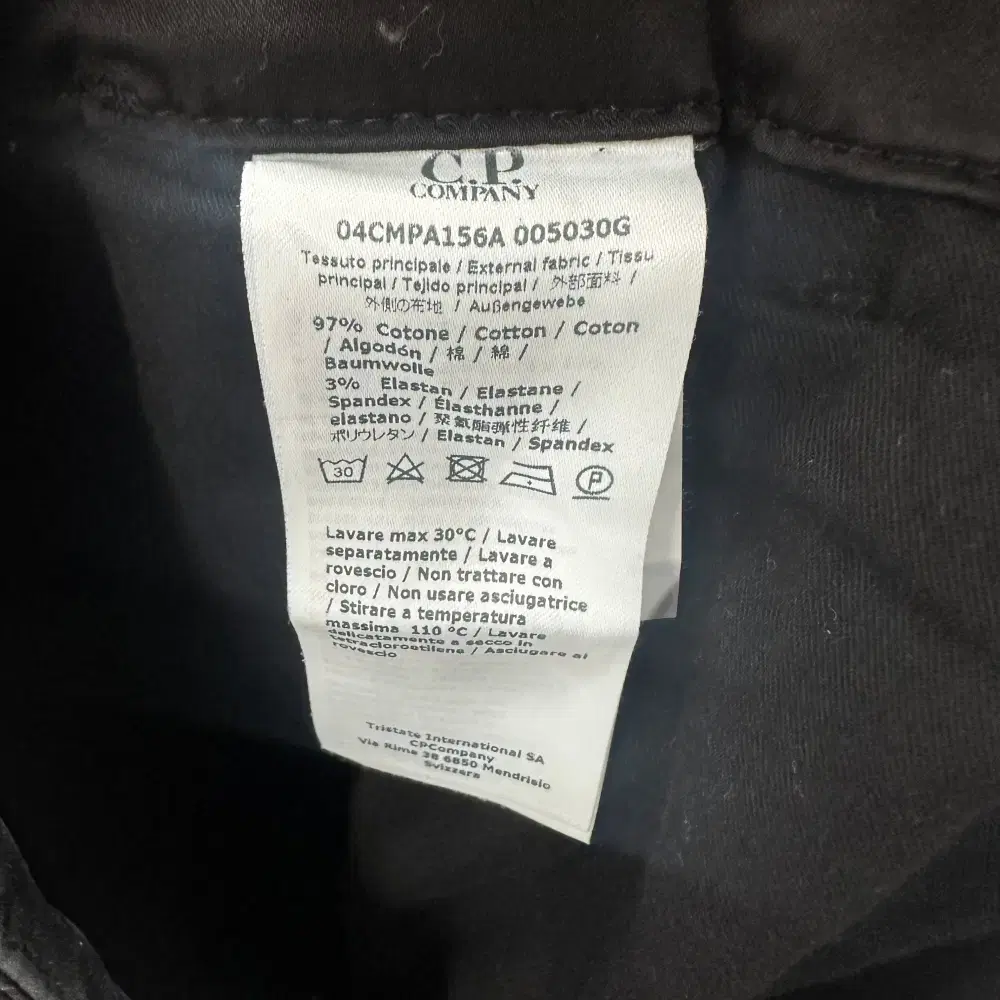 C.P.
COMPANY
04CMPA156A 005030G
Tessuto principale / External fabric / Tissu
principal / Tejido principal / 外部面料 /
外側の布地 / Außengewebe
97% Cotone / Cotton / Coton
/ Algodón / 棉 / 綿 /
Baumwolle
3% Elastan / Elastane /
Spandex / Élasthanne /
elastano / 聚氨酯弹性纤维 /
ポリウレタン / Elastan / Spandex
30
P
Lavare max 30°C / Lavare
separatamente / Lavare a
rovescio / Non trattare con
cloro / Non usare asciugatrice
/ Stirare a temperatura
massima 110 °C / Lavare
delicatamente a secco in
tetracloroetilene / Asciugare al
rovescio
Tristate International SA
CPCompany
Via Rime 38 6850 Mendrisio
Svizzera